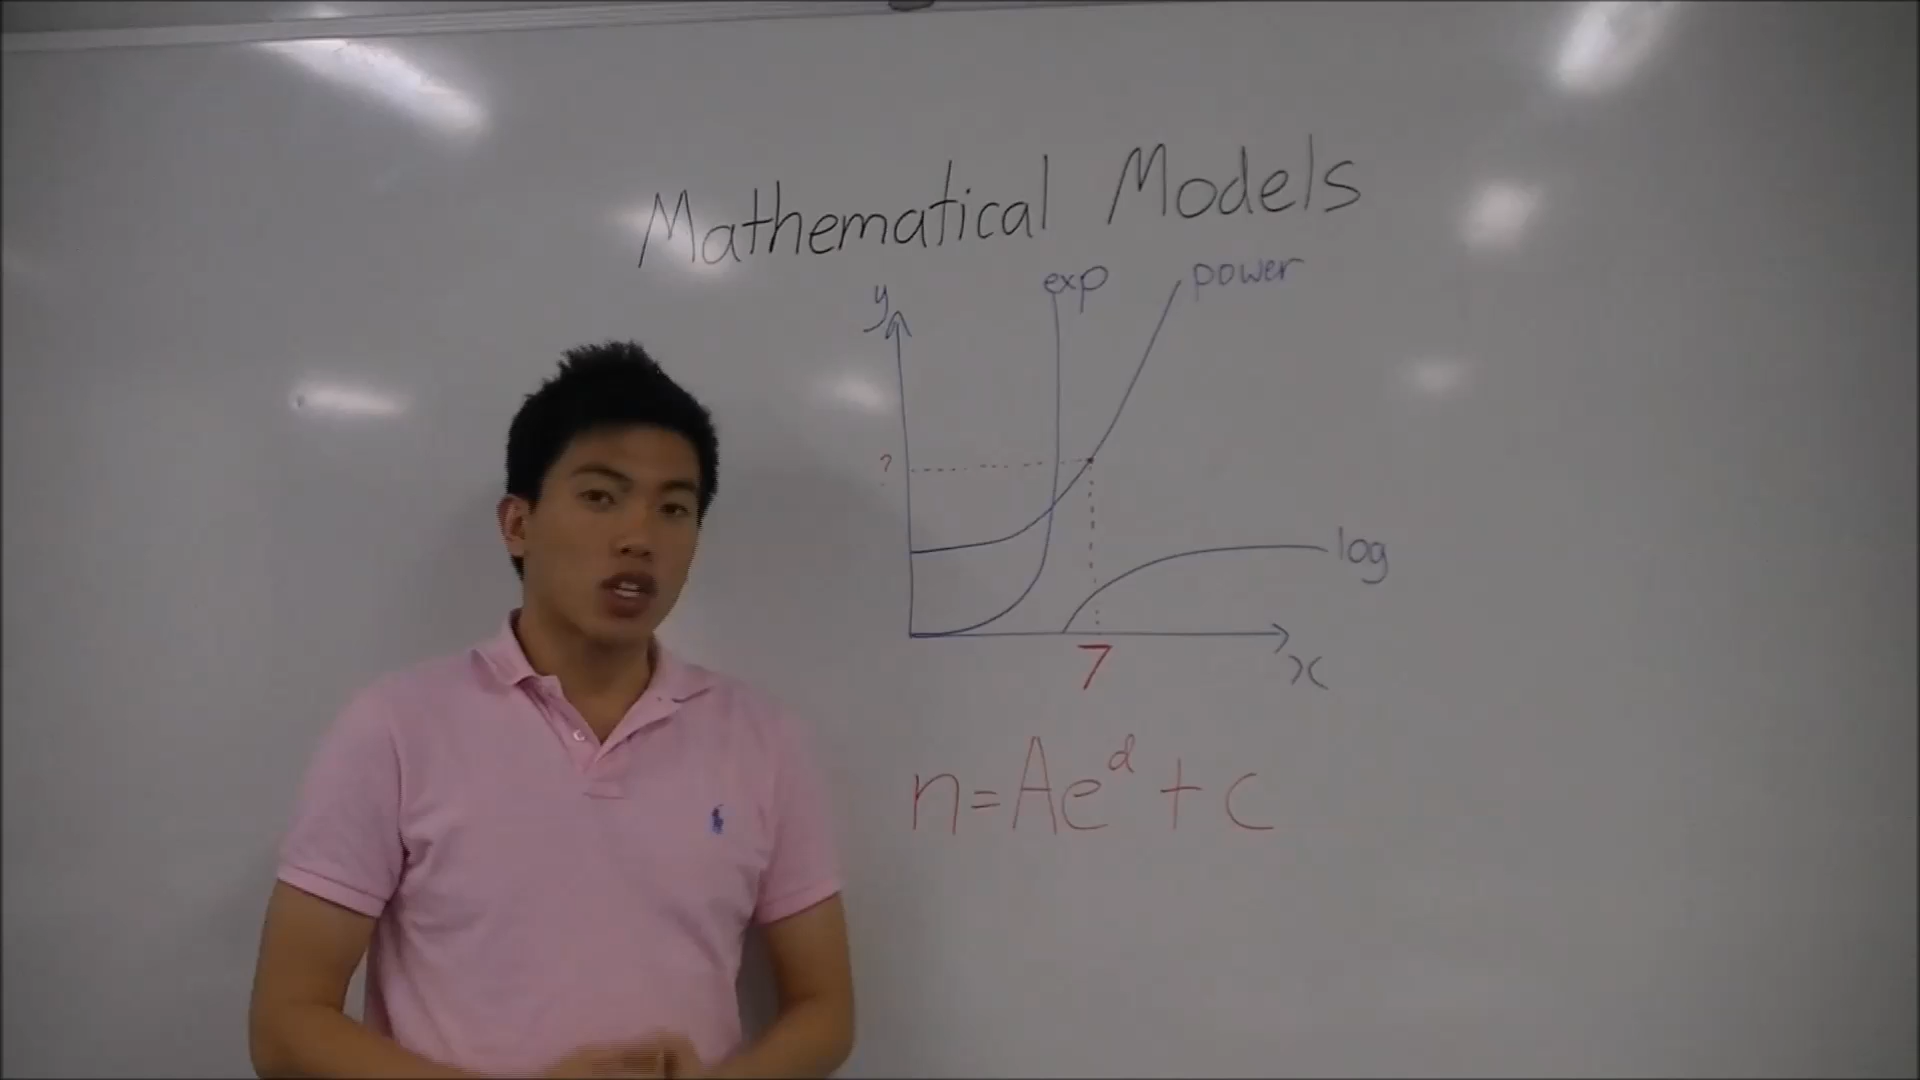 Mathematical Models
exp
power
y
?
log
7
x
n=Ae^d + c